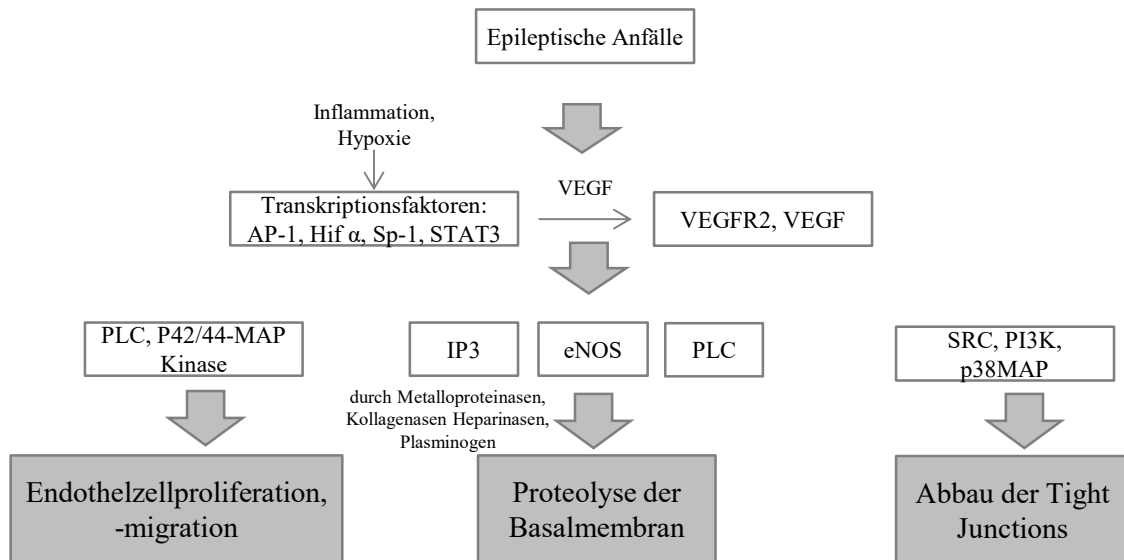 Epileptische Anfälle
Inflammation,
Hypoxie
VEGF
Transkriptionsfaktoren:
AP-1, Hif α, Sp-1, STAT3
VEGFR2, VEGF
PLC, P42/44-MAP
Kinase
IP3
eNOS
PLC
SRC, PI3K,
p38MAP
durch Metalloproteinasen,
Kollagenasen Heparinasen,
Plasminogen
Endothelzellproliferation,
-migration
Proteolyse der
Basalmembran
Abbau der Tight
Junctions